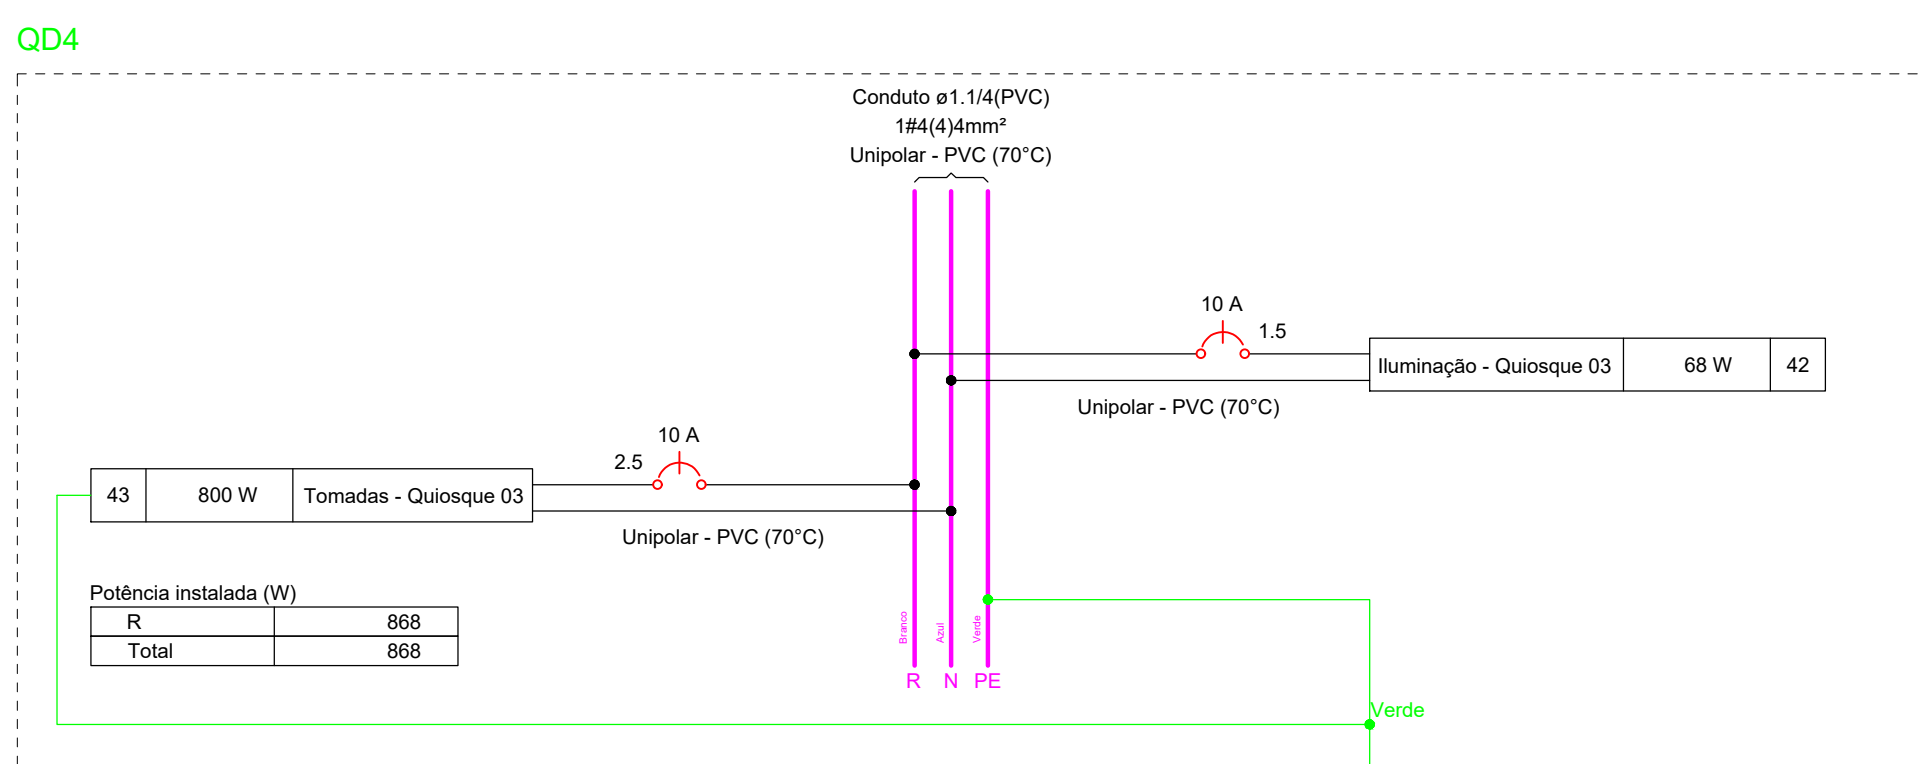 QD4
Conduto ø1.1/4(PVC)
1#4(4)4mm²
Unipolar - PVC (70°C)
10 A
1.5
Iluminação - Quiosque 03 68 W 42
Unipolar - PVC (70°C)
10 A
2.5
43 800 W Tomadas - Quiosque 03
Unipolar - PVC (70°C)
Potência instalada (W)
R 868
Total 868
Branco
Azul
Verde
R N PE
Verde